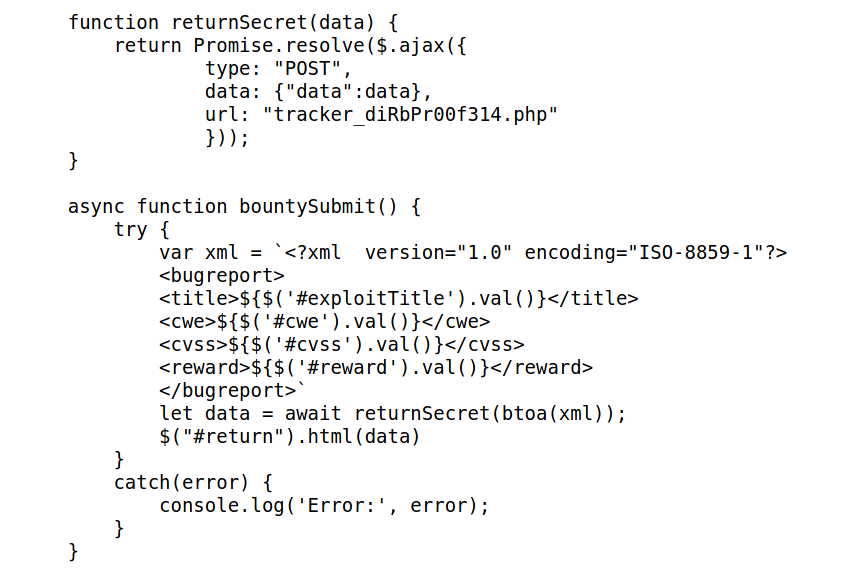 function returnSecret(data) {
    return Promise.resolve($.ajax({
            type: "POST",
            data: {"data":data},
            url: "tracker_diRbPr00f314.php"
            }));
}

async function bountySubmit() {
    try {
        var xml = `<?xml  version="1.0" encoding="ISO-8859-1"?>
        <bugreport>
        <title>${$('#exploitTitle').val()}</title>
        <cwe>${$('#cwe').val()}</cwe>
        <cvss>${$('#cvss').val()}</cvss>
        <reward>${$('#reward').val()}</reward>
        </bugreport>`
        let data = await returnSecret(btoa(xml));
        $("#return").html(data)
    }
    catch(error) {
        console.log('Error:', error);
    }
}